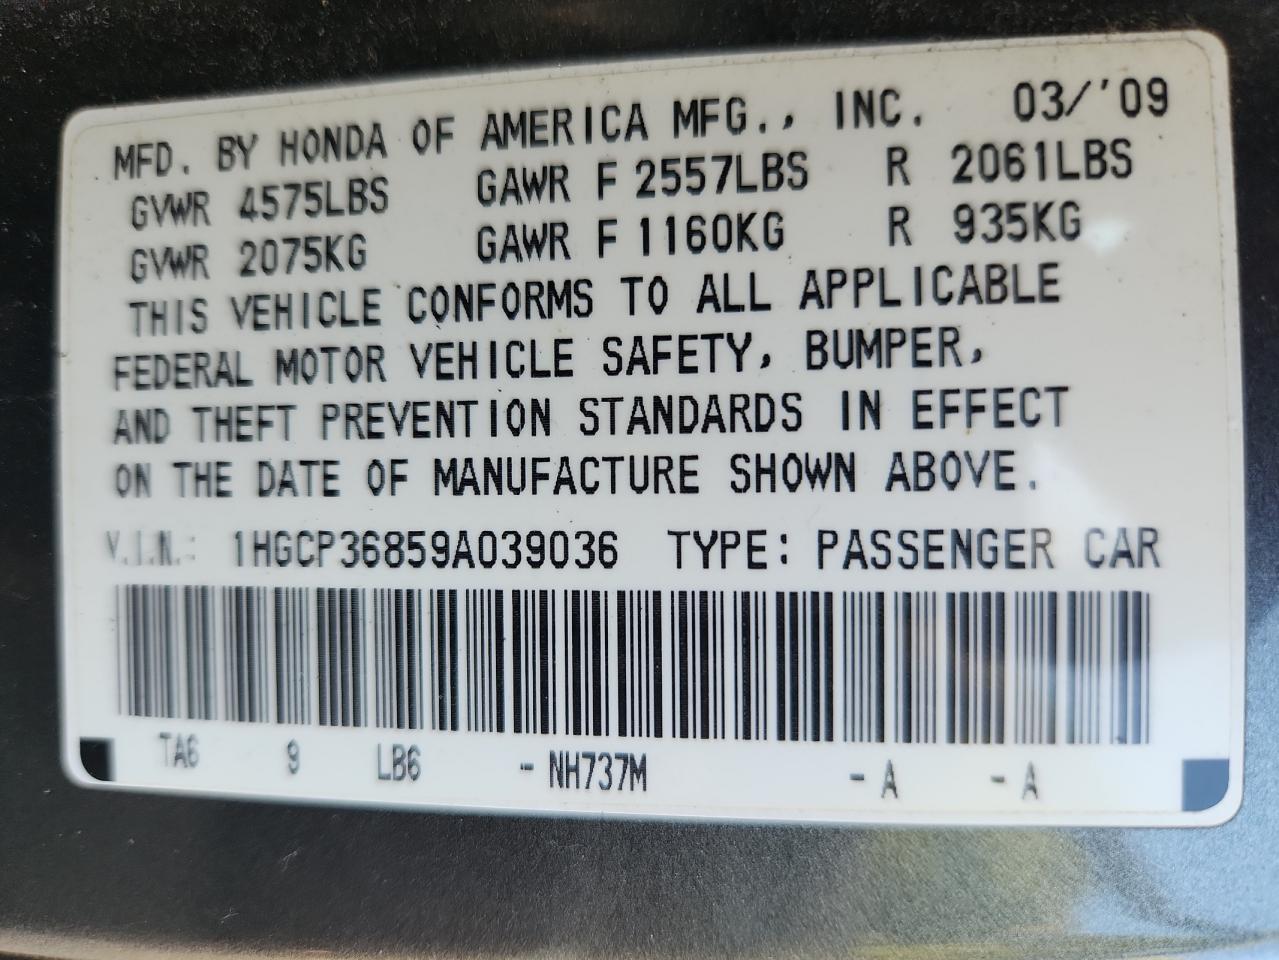 MFD. BY HONDA OF AMERICA MFG., INC. 03/'09
GVWR 4575LBS GAWR F 2557LBS R 2061LBS
GVWR 2075KG GAWR F 1160KG R 935KG
THIS VEHICLE CONFORMS TO ALL APPLICABLE
FEDERAL MOTOR VEHICLE SAFETY, BUMPER,
AND THEFT PREVENTION STANDARDS IN EFFECT
ON THE DATE OF MANUFACTURE SHOWN ABOVE.
V.I.N.: 1HGCP36859A039036 TYPE: PASSENGER CAR
TA6 9 LB6 -NH737M -A -A